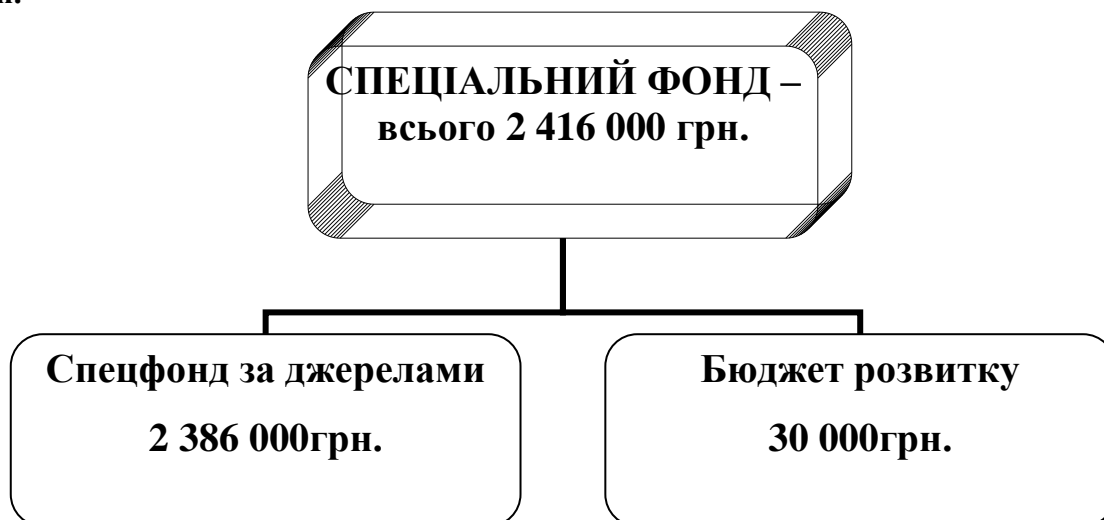 СПЕЦІАЛЬНИЙ ФОНД –
всього 2 416 000 грн.
Спецфонд за джерелами
2 386 000грн.
Бюджет розвитку
30 000грн.